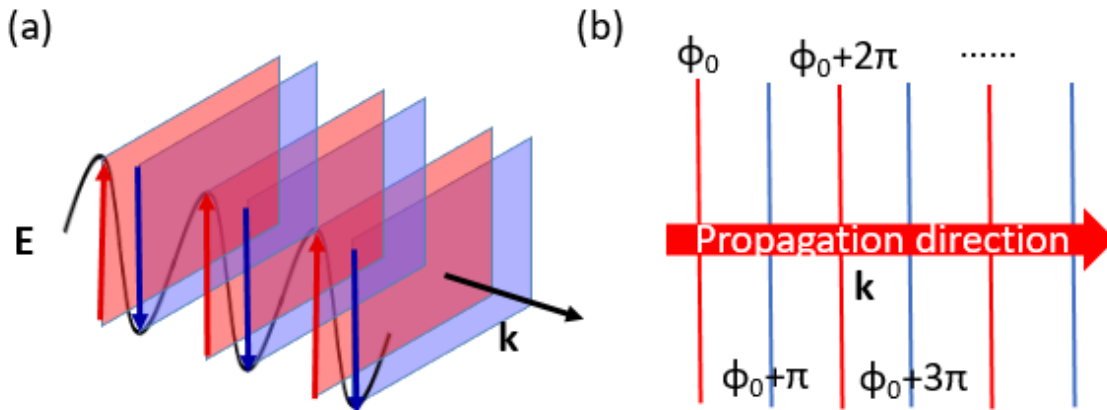 (a)
E
k
(b)
ϕ₀
ϕ₀+2π
......
Propagation direction
k
ϕ₀+π
ϕ₀+3π